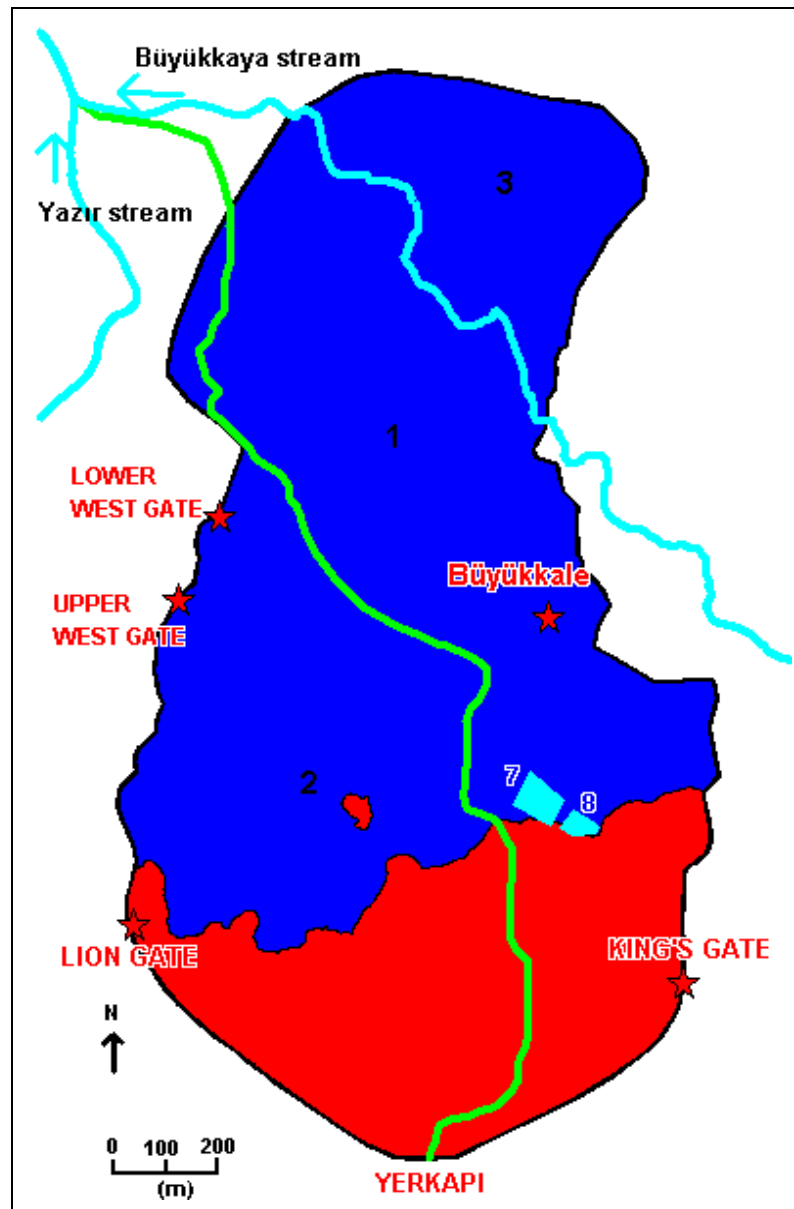 Büyükkaya stream
3
Yazır stream
1
LOWER
WEST GATE
Büyükkale
UPPER
WEST GATE
7
2
8
LION GATE
KING'S GATE
N
0 100 200
(m)
YERKAPI